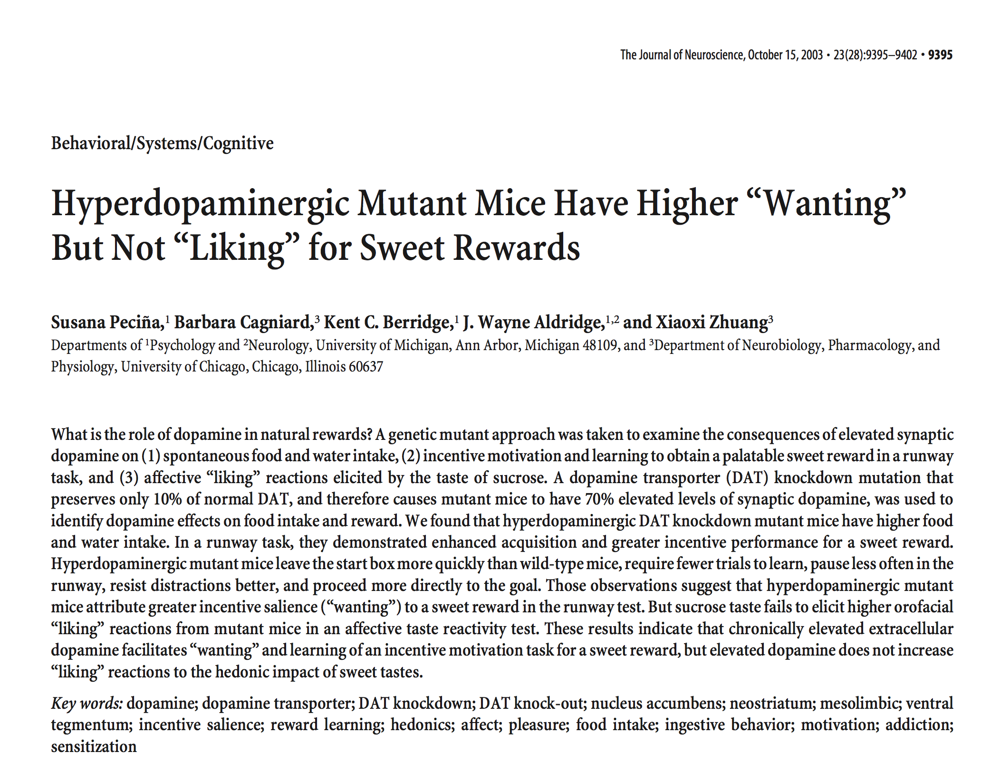 The Journal of Neuroscience, October 15, 2003 • 23(28):9395–9402 • 9395
Behavioral/Systems/Cognitive
Hyperdopaminergic Mutant Mice Have Higher “Wanting”
But Not “Liking” for Sweet Rewards
Susana Peciña,¹ Barbara Cagniard,³ Kent C. Berridge,¹ J. Wayne Aldridge,¹,² and Xiaoxi Zhuang³
Departments of ¹Psychology and ²Neurology, University of Michigan, Ann Arbor, Michigan 48109, and ³Department of Neurobiology, Pharmacology, and
Physiology, University of Chicago, Chicago, Illinois 60637
What is the role of dopamine in natural rewards? A genetic mutant approach was taken to examine the consequences of elevated synaptic
dopamine on (1) spontaneous food and water intake, (2) incentive motivation and learning to obtain a palatable sweet reward in a runway
task, and (3) affective “liking” reactions elicited by the taste of sucrose. A dopamine transporter (DAT) knockdown mutation that
preserves only 10% of normal DAT, and therefore causes mutant mice to have 70% elevated levels of synaptic dopamine, was used to
identify dopamine effects on food intake and reward. We found that hyperdopaminergic DAT knockdown mutant mice have higher food
and water intake. In a runway task, they demonstrated enhanced acquisition and greater incentive performance for a sweet reward.
Hyperdopaminergic mutant mice leave the start box more quickly than wild-type mice, require fewer trials to learn, pause less often in the
runway, resist distractions better, and proceed more directly to the goal. Those observations suggest that hyperdopaminergic mutant
mice attribute greater incentive salience (“wanting”) to a sweet reward in the runway test. But sucrose taste fails to elicit higher orofacial
“liking” reactions from mutant mice in an affective taste reactivity test. These results indicate that chronically elevated extracellular
dopamine facilitates “wanting” and learning of an incentive motivation task for a sweet reward, but elevated dopamine does not increase
“liking” reactions to the hedonic impact of sweet tastes.
Key words: dopamine; dopamine transporter; DAT knockdown; DAT knock-out; nucleus accumbens; neostriatum; mesolimbic; ventral
tegmentum; incentive salience; reward learning; hedonics; affect; pleasure; food intake; ingestive behavior; motivation; addiction;
sensitization